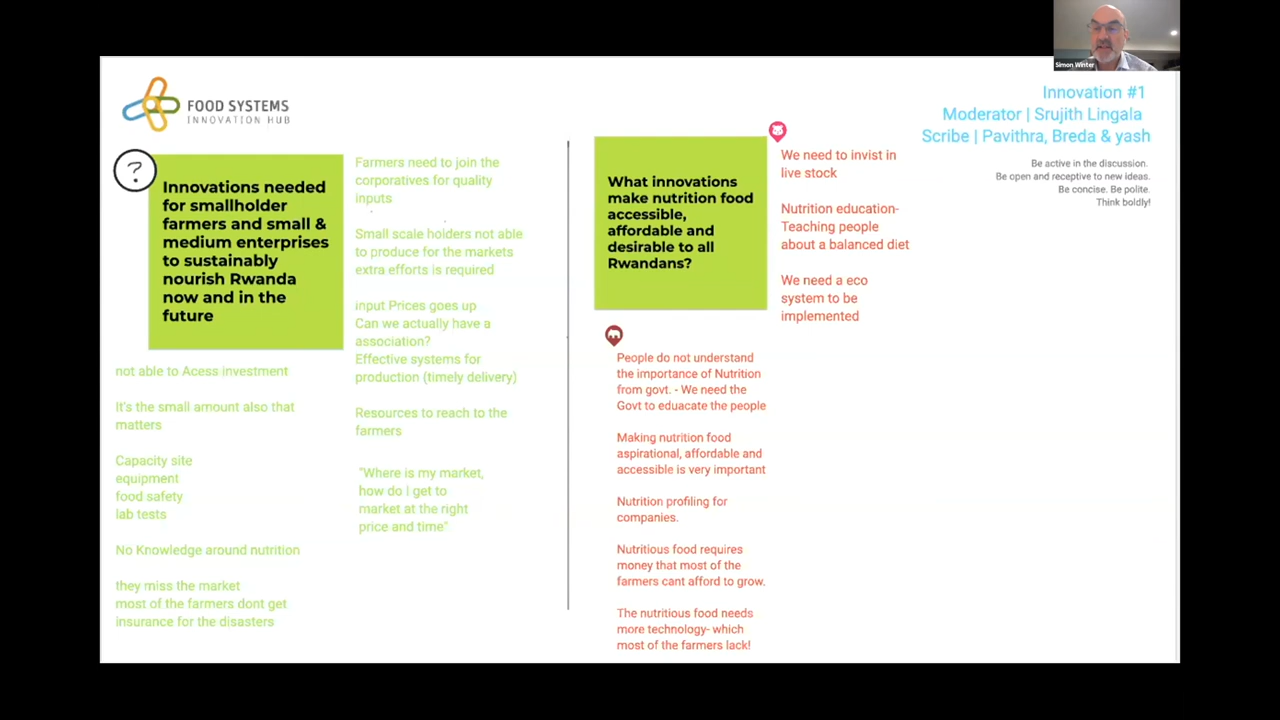 Simon Winter
FOOD SYSTEMS
INNOVATION HUB
Innovation #1
Moderator | Srujith Lingala
Scribe | Pavithra, Breda & yash
Be active in the discussion.
Be open and receptive to new ideas.
Be concise. Be polite.
Think boldly!
?
Innovations needed
for smallholder
farmers and small &
medium enterprises
to sustainably
nourish Rwanda
now and in the
future
not able to Acess investment
It's the small amount also that
matters
Capacity site
equipment
food safety
lab tests
No Knowledge around nutrition
they miss the market
most of the farmers dont get
insurance for the disasters
Farmers need to join the
corporatives for quality
inputs
Small scale holders not able
to produce for the markets
extra efforts is required
input Prices goes up
Can we actually have a
association?
Effective systems for
production (timely delivery)
Resources to reach to the
farmers
"Where is my market,
how do I get to
market at the right
price and time"
What innovations
make nutrition food
accessible,
affordable and
desirable to all
Rwandans?
People do not understand
the importance of Nutrition
from govt. - We need the
Govt to eduacate the people
Making nutrition food
aspirational, affordable and
accessible is very important
Nutrition profiling for
companies.
Nutritious food requires
money that most of the
farmers cant afford to grow.
The nutritious food needs
more technology- which
most of the farmers lack!
We need to invist in
live stock
Nutrition education-
Teaching people
about a balanced diet
We need a eco
system to be
implemented